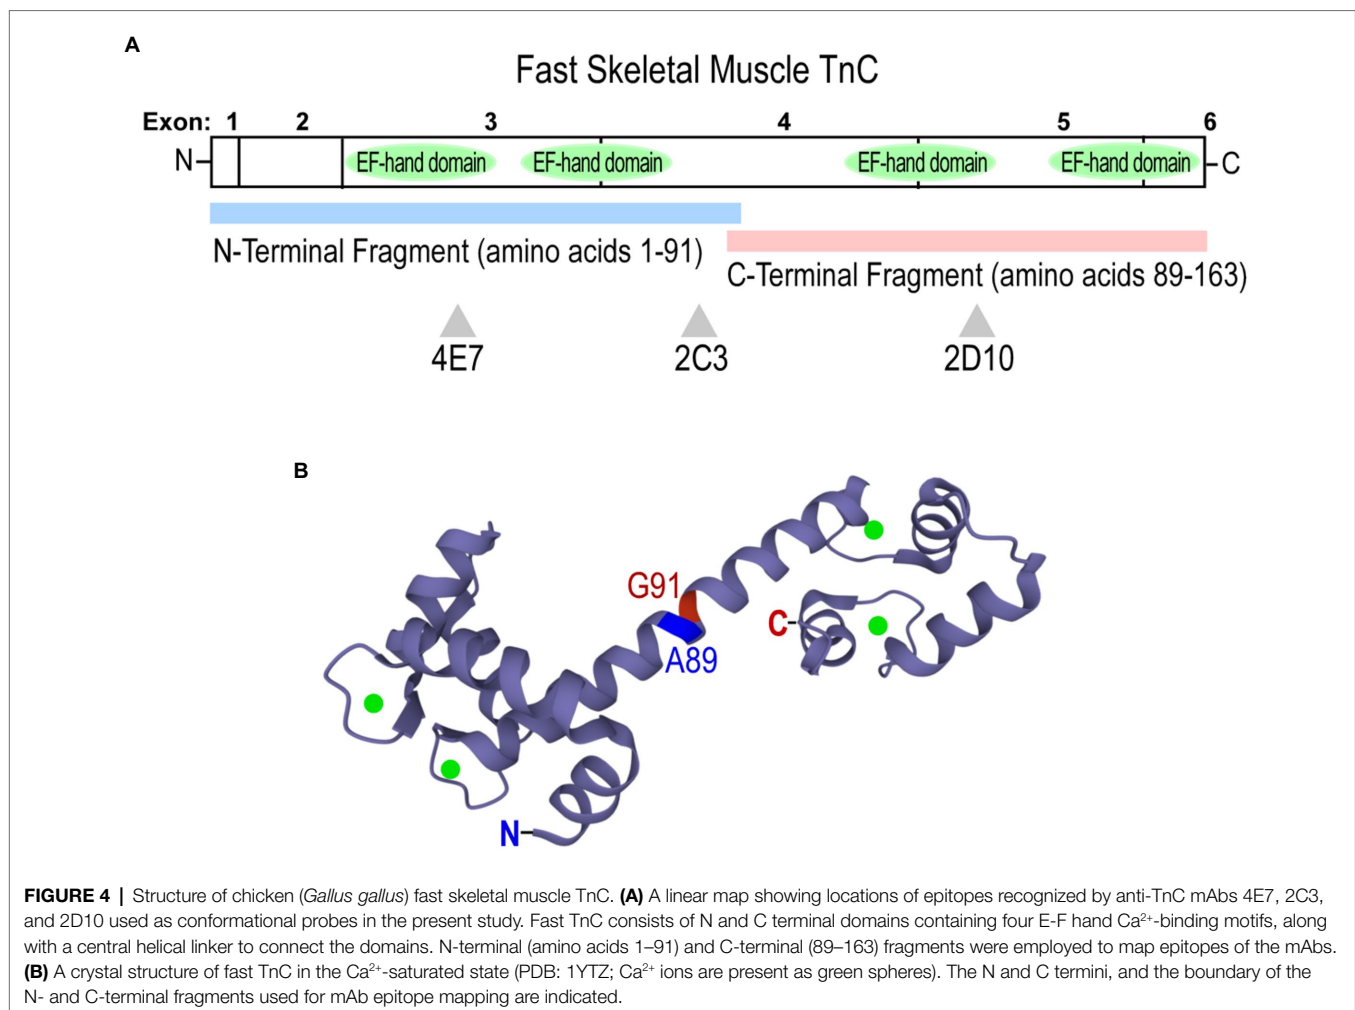 A
Fast Skeletal Muscle TnC
Exon: 1 2 3 4 5 6
N EF-hand domain EF-hand domain EF-hand domain EF-hand domain C
N-Terminal Fragment (amino acids 1-91)
C-Terminal Fragment (amino acids 89-163)
4E7 2C3 2D10
B
G91
C
A89
N
FIGURE 4 | Structure of chicken (Gallus gallus) fast skeletal muscle TnC. (A) A linear map showing locations of epitopes recognized by anti-TnC mAbs 4E7, 2C3,
and 2D10 used as conformational probes in the present study. Fast TnC consists of N and C terminal domains containing four E-F hand Ca²⁺-binding motifs, along
with a central helical linker to connect the domains. N-terminal (amino acids 1–91) and C-terminal (89–163) fragments were employed to map epitopes of the mAbs.
(B) A crystal structure of fast TnC in the Ca²⁺-saturated state (PDB: 1YTZ; Ca²⁺ ions are present as green spheres). The N and C termini, and the boundary of the
N- and C-terminal fragments used for mAb epitope mapping are indicated.